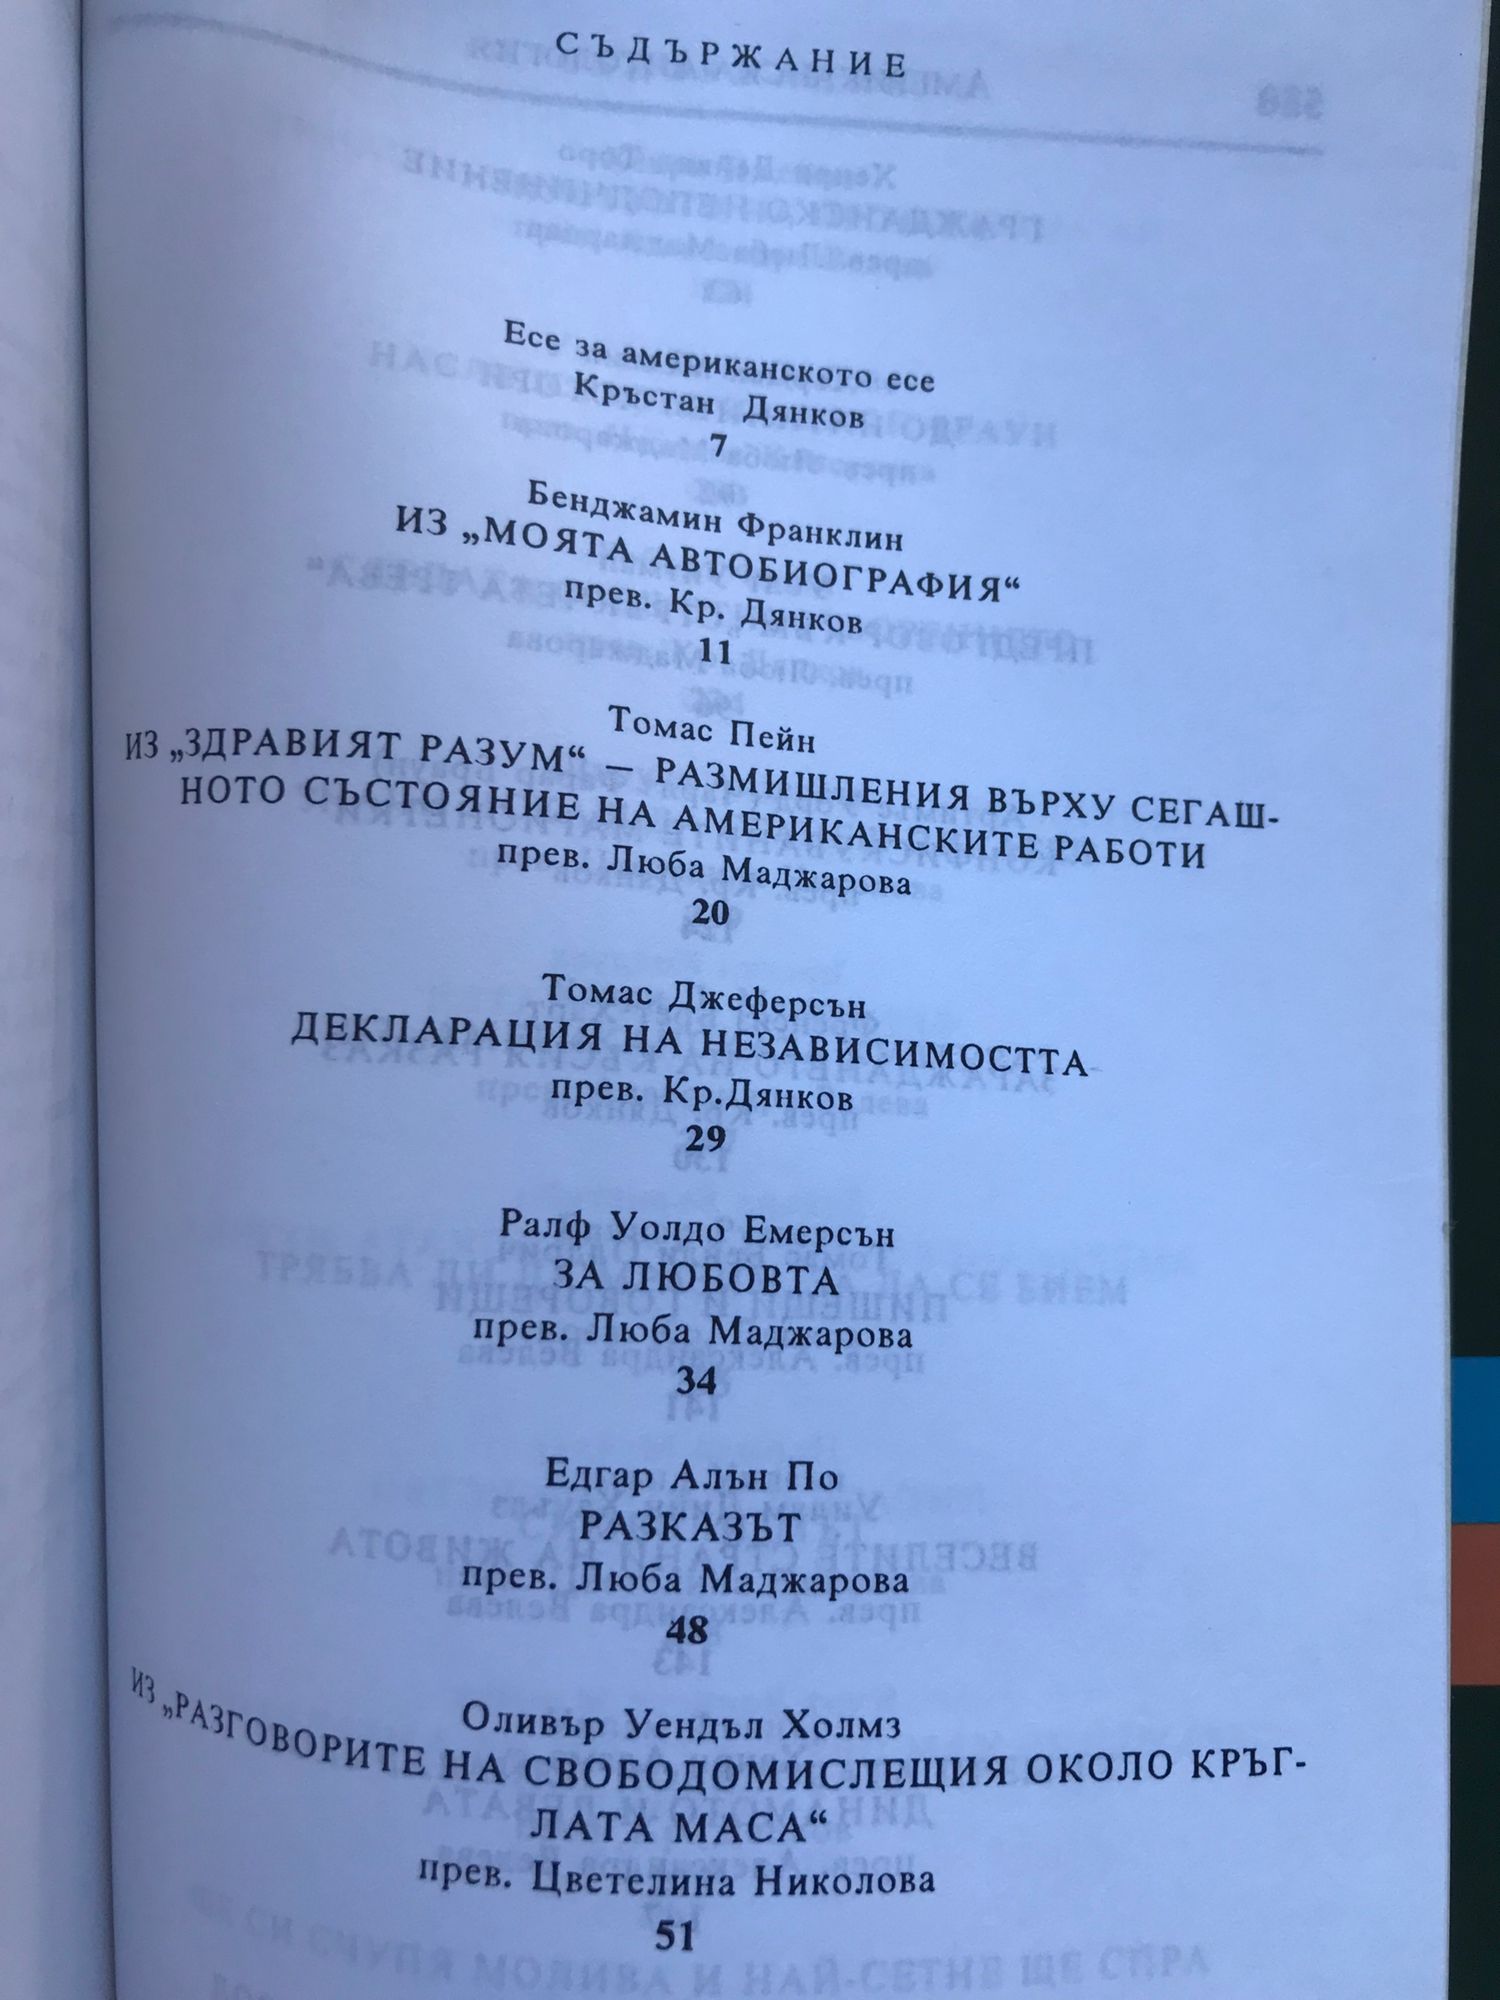 СЪДЪРЖАНИЕ
Есе за американското есе
Кръстан Дянков
7
Бенджамин Франклин
ИЗ „МОЯТА АВТОБИОГРАФИЯ“
прев. Кр. Дянков
11
Томас Пейн
ИЗ „ЗДРАВИЯТ РАЗУМ“ – РАЗМИШЛЕНИЯ ВЪРХУ СЕГАШ-
НОТО СЪСТОЯНИЕ НА АМЕРИКАНСКИТЕ РАБОТИ
прев. Люба Маджарова
20
Томас Джеферсън
ДЕКЛАРАЦИЯ НА НЕЗАВИСИМОСТТА
прев. Кр.Дянков
29
Ралф Уолдо Емерсън
ЗА ЛЮБОВТА
прев. Люба Маджарова
34
Едгар Алън По
РАЗКАЗЪТ
прев. Люба Маджарова
48
Оливър Уендъл Холмз
ИЗ „РАЗГОВОРИТЕ НА СВОБОДОМИСЛЕЩИЯ ОКОЛО КРЪГ-
ЛАТА МАСА“
прев. Цветелина Николова
51